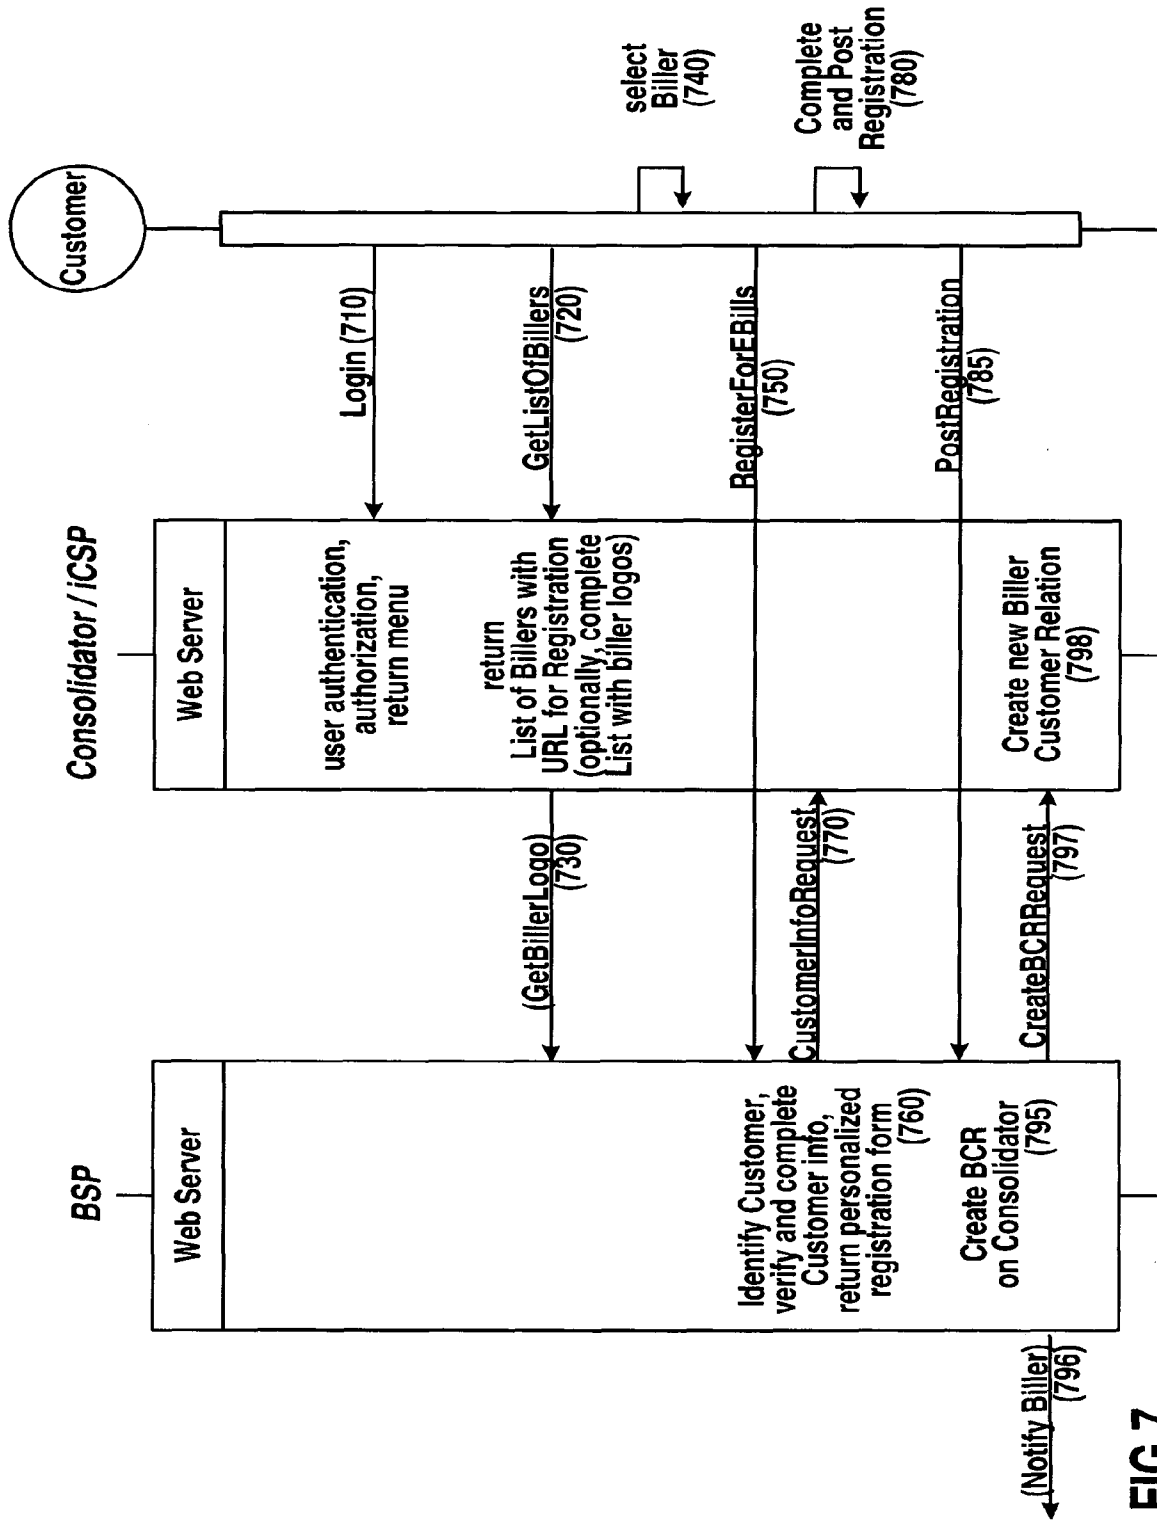 BSP
Consolidator / iCSP
Customer
Web Server
Web Server
Login (710)
user authentication,
authorization,
return menu
GetListOfBillers
(720)
return
List of Billers with
URL for Registration
(optionally, complete
List with biller logos)
(GetBillerLogo)
(730)
select
Biller
(740)
RegisterForEBills
(750)
Identify Customer,
verify and complete
Customer info,
return personalized
registration form
(760)
CustomerInfoRequest
(770)
Complete
and Post
Registration
(780)
PostRegistration
(785)
Create BCR
on Consolidator
(795)
(Notify Biller)
(796)
CreateBCRRequest
(797)
Create new Biller
Customer Relation
(798)
FIG 7